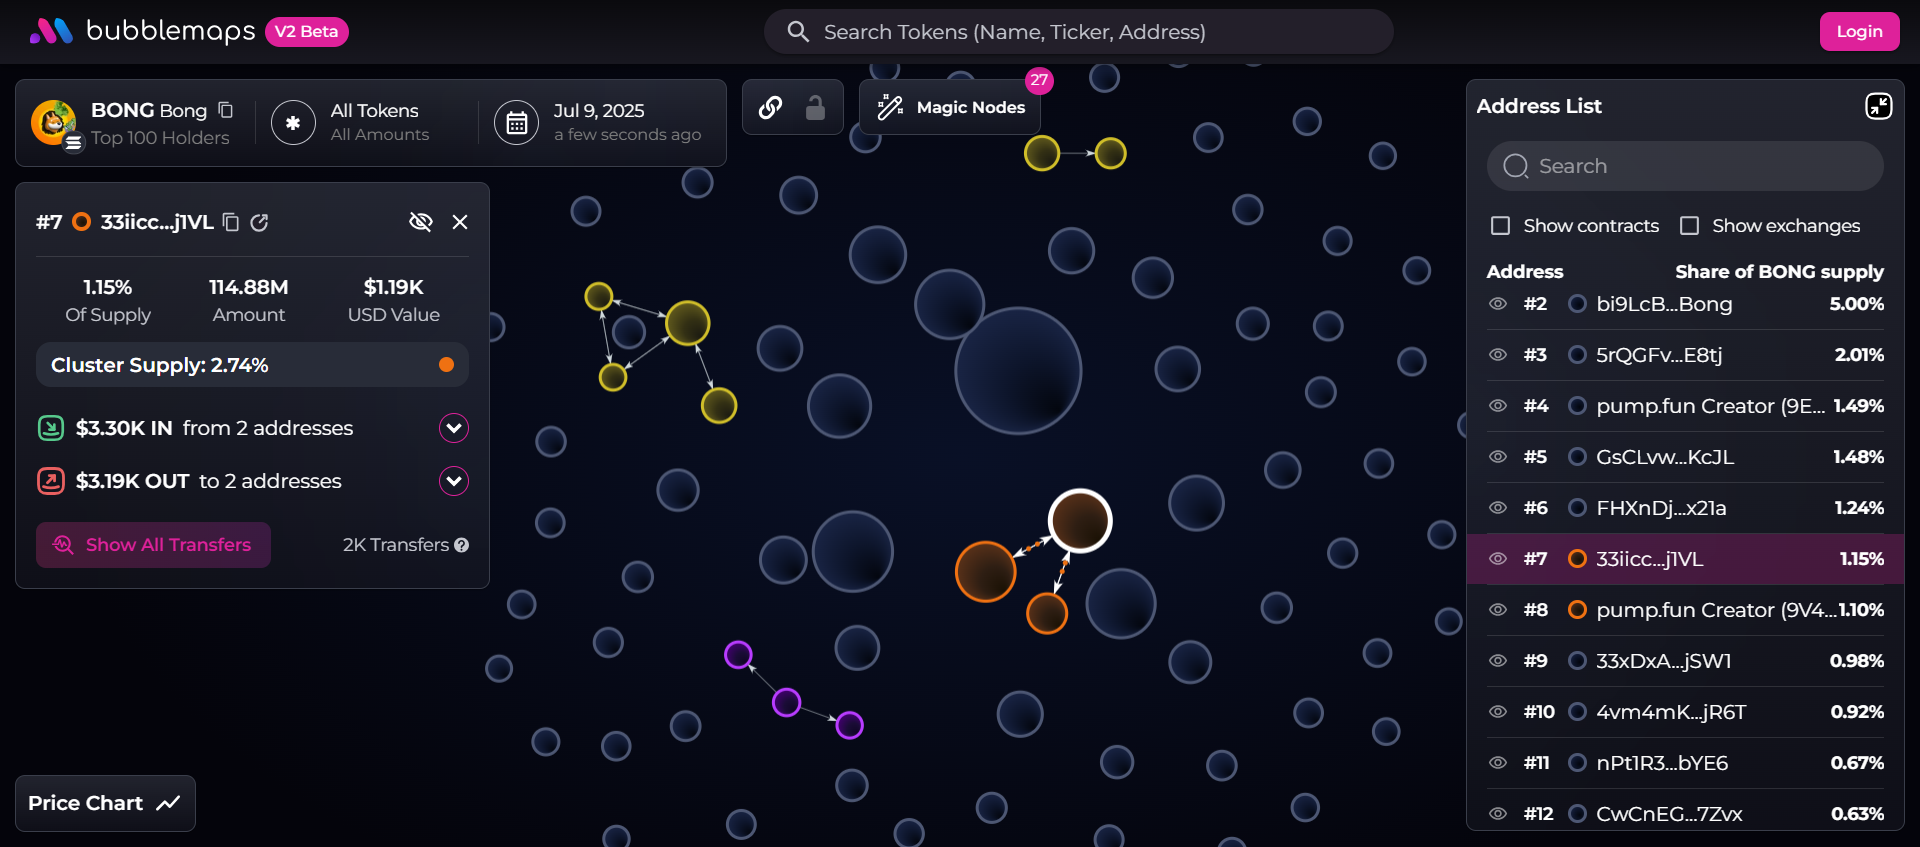 bubblemaps V2 Beta
Search Tokens (Name, Ticker, Address)
Login
BONG Bong
Top 100 Holders
All Tokens
All Amounts
Jul 9, 2025
a few seconds ago
Magic Nodes
27
#7 33iicc...j1VL
1.15%
Of Supply
114.88M
Amount
$1.19K
USD Value
Cluster Supply: 2.74%
$3.30K IN from 2 addresses
$3.19K OUT to 2 addresses
Show All Transfers
2K Transfers ?
Price Chart
Address List
Search
Show contracts
Show exchanges
Address Share of BONG supply
#2 bi9LcB...Bong 5.00%
#3 5rQGFv...E8tj 2.01%
#4 pump.fun Creator (9E... 1.49%
#5 GsCLvw...KcJL 1.48%
#6 FHXnDj...x21a 1.24%
#7 33iicc...j1VL 1.15%
#8 pump.fun Creator (9V4... 1.10%
#9 33xDxA...jSW1 0.98%
#10 4vm4mK...jR6T 0.92%
#11 nPt1R3...bYE6 0.67%
#12 CwCnEG...7Zvx 0.63%